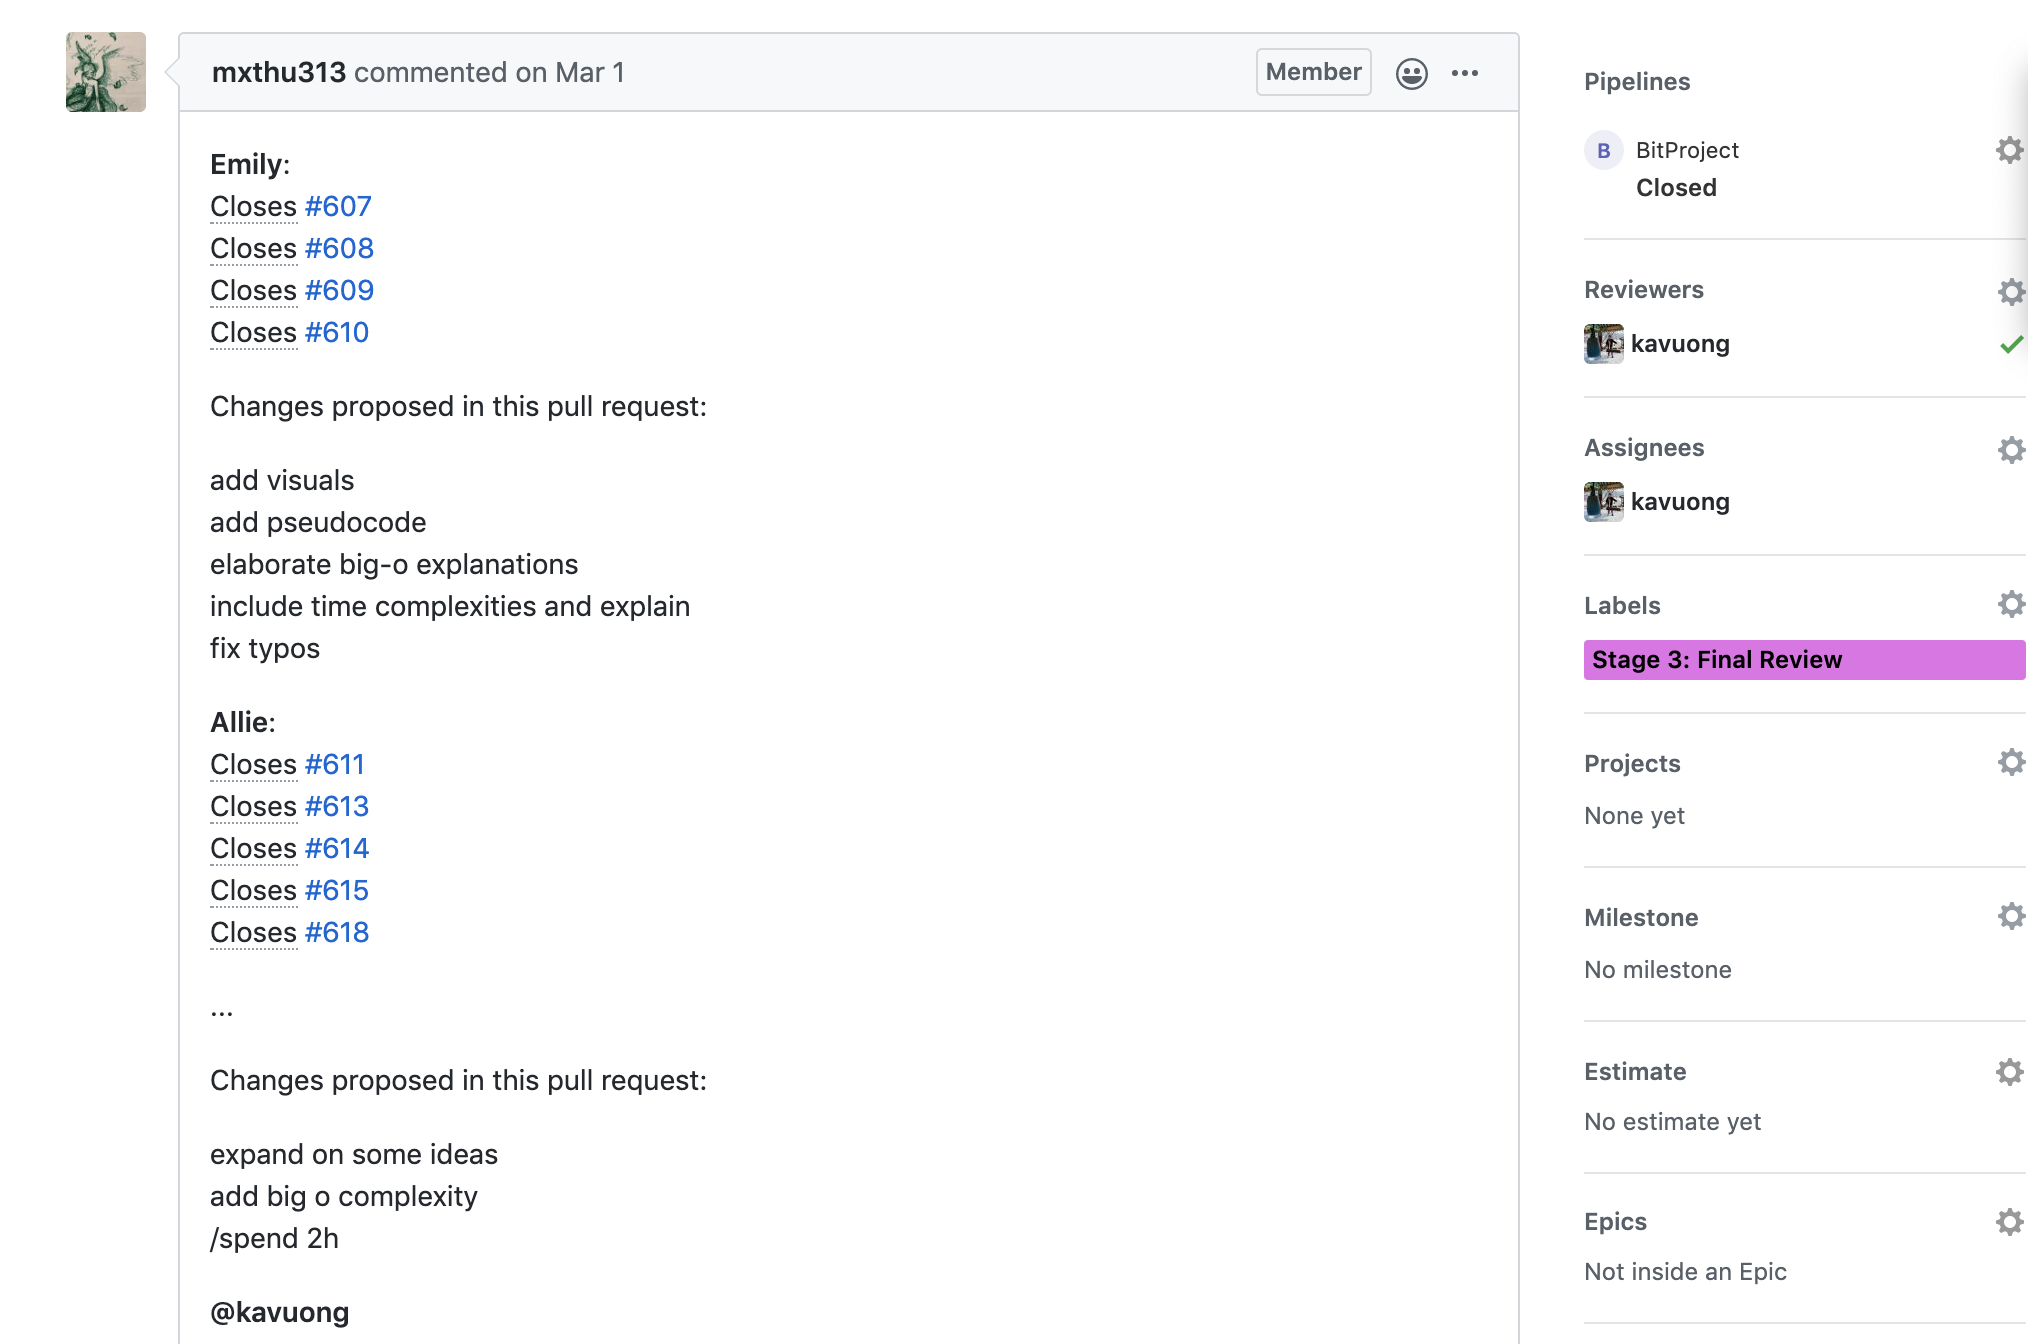 mxthu313 commented on Mar 1
Member
Emily:
Closes #607
Closes #608
Closes #609
Closes #610
Changes proposed in this pull request:
add visuals
add pseudocode
elaborate big-o explanations
include time complexities and explain
fix typos
Allie:
Closes #611
Closes #613
Closes #614
Closes #615
Closes #618
...
Changes proposed in this pull request:
expand on some ideas
add big o complexity
/spend 2h
@kavuong
Pipelines
B BitProject
Closed
Reviewers
kavuong
Assignees
kavuong
Labels
Stage 3: Final Review
Projects
None yet
Milestone
No milestone
Estimate
No estimate yet
Epics
Not inside an Epic